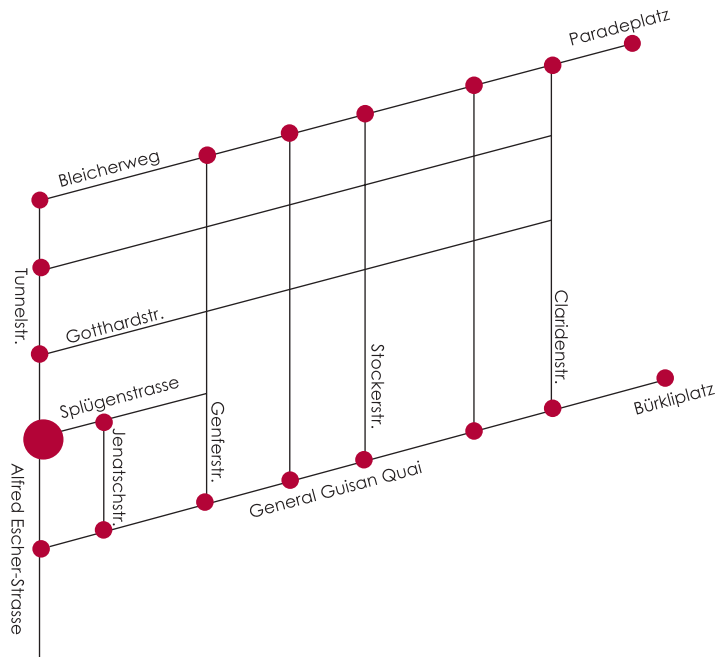 Paradeplatz
Bleicherweg
Tunnelstr.
Gotthardstr.
Claridenstr.
Stockerstr.
Splügenstrasse
Bürkliplatz
Genferstr.
Jenatschstr.
General Guisan Quai
Alfred Escher-Strasse